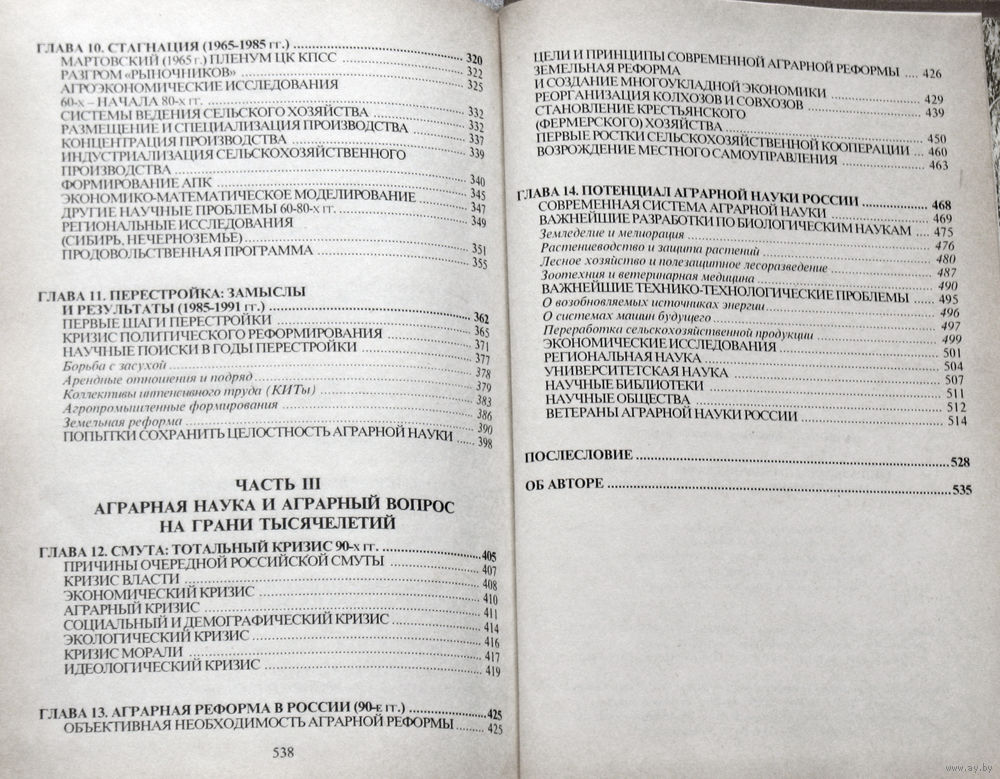 ГЛАВА 10. СТАГНАЦИЯ (1965-1985 гг.) ........ 320
МАРТОВСКИЙ (1965 г.) ПЛЕНУМ ЦК КПСС ........ 322
РАЗГРОМ «РЫНОЧНИКОВ» ........ 325
АГРОЭКОНОМИЧЕСКИЕ ИССЛЕДОВАНИЯ
60-х – НАЧАЛА 80-х гг. ........ 332
СИСТЕМЫ ВЕДЕНИЯ СЕЛЬСКОГО ХОЗЯЙСТВА ........ 332
РАЗМЕЩЕНИЕ И СПЕЦИАЛИЗАЦИЯ ПРОИЗВОДСТВА ........ 337
КОНЦЕНТРАЦИЯ ПРОИЗВОДСТВА ........ 339
ИНДУСТРИАЛИЗАЦИЯ СЕЛЬСКОХОЗЯЙСТВЕННОГО
ПРОИЗВОДСТВА ........ 340
ФОРМИРОВАНИЕ АПК ........ 345
ЭКОНОМИКО-МАТЕМАТИЧЕСКОЕ МОДЕЛИРОВАНИЕ ........ 347
ДРУГИЕ НАУЧНЫЕ ПРОБЛЕМЫ 60-80-х гг. ........ 349
РЕГИОНАЛЬНЫЕ ИССЛЕДОВАНИЯ
(СИБИРЬ, НЕЧЕРНОЗЕМЬЕ) ........ 351
ПРОДОВОЛЬСТВЕННАЯ ПРОГРАММА ........ 355
ГЛАВА 11. ПЕРЕСТРОЙКА: ЗАМЫСЛЫ
И РЕЗУЛЬТАТЫ (1985-1991 гг.) ........ 362
ПЕРВЫЕ ШАГИ ПЕРЕСТРОЙКИ ........ 365
КРИЗИС ПОЛИТИЧЕСКОГО РЕФОРМИРОВАНИЯ ........ 371
НАУЧНЫЕ ПОИСКИ В ГОДЫ ПЕРЕСТРОЙКИ ........ 377
Борьба с засухой ........ 378
Арендные отношения и подряд ........ 379
Коллективы интенсивного труда (КИТы) ........ 383
Агропромышленные формирования ........ 386
Земельная реформа ........ 390
ПОПЫТКИ СОХРАНИТЬ ЦЕЛОСТНОСТЬ АГРАРНОЙ НАУКИ ........ 398
ЧАСТЬ III
АГРАРНАЯ НАУКА И АГРАРНЫЙ ВОПРОС
НА ГРАНИ ТЫСЯЧЕЛЕТИЙ
ГЛАВА 12. СМУТА: ТОТАЛЬНЫЙ КРИЗИС 90-х гг. ........ 405
ПРИЧИНЫ ОЧЕРЕДНОЙ РОССИЙСКОЙ СМУТЫ ........ 407
КРИЗИС ВЛАСТИ ........ 408
ЭКОНОМИЧЕСКИЙ КРИЗИС ........ 410
АГРАРНЫЙ КРИЗИС ........ 411
СОЦИАЛЬНЫЙ И ДЕМОГРАФИЧЕСКИЙ КРИЗИС ........ 414
ЭКОЛОГИЧЕСКИЙ КРИЗИС ........ 416
КРИЗИС МОРАЛИ ........ 417
ИДЕОЛОГИЧЕСКИЙ КРИЗИС ........ 419
ГЛАВА 13. АГРАРНАЯ РЕФОРМА В РОССИИ (90-е гг.) ........ 425
ОБЪЕКТИВНАЯ НЕОБХОДИМОСТЬ АГРАРНОЙ РЕФОРМЫ ........ 425
538
ЦЕЛИ И ПРИНЦИПЫ СОВРЕМЕННОЙ АГРАРНОЙ РЕФОРМЫ .... 426
ЗЕМЕЛЬНАЯ РЕФОРМА
И СОЗДАНИЕ МНОГОУКЛАДНОЙ ЭКОНОМИКИ ........ 429
РЕОРГАНИЗАЦИЯ КОЛХОЗОВ И СОВХОЗОВ ........ 439
СТАНОВЛЕНИЕ КРЕСТЬЯНСКОГО
(ФЕРМЕРСКОГО) ХОЗЯЙСТВА ........ 450
ПЕРВЫЕ РОСТКИ СЕЛЬСКОХОЗЯЙСТВЕННОЙ КООПЕРАЦИИ .... 460
ВОЗРОЖДЕНИЕ МЕСТНОГО САМОУПРАВЛЕНИЯ ........ 463
ГЛАВА 14. ПОТЕНЦИАЛ АГРАРНОЙ НАУКИ РОССИИ ........ 468
СОВРЕМЕННАЯ СИСТЕМА АГРАРНОЙ НАУКИ ........ 469
ВАЖНЕЙШИЕ РАЗРАБОТКИ ПО БИОЛОГИЧЕСКИМ НАУКАМ .... 475
Земледелие и мелиорация ........ 476
Растениеводство и защита растений ........ 480
Лесное хозяйство и полезащитное лесоразведение ........ 487
Зоотехния и ветеринарная медицина ........ 490
ВАЖНЕЙШИЕ ТЕХНИКО-ТЕХНОЛОГИЧЕСКИЕ ПРОБЛЕМЫ ........ 495
О возобновляемых источниках энергии ........ 496
О системах машин будущего ........ 497
Переработка сельскохозяйственной продукции ........ 499
ЭКОНОМИЧЕСКИЕ ИССЛЕДОВАНИЯ ........ 501
РЕГИОНАЛЬНАЯ НАУКА ........ 504
УНИВЕРСИТЕТСКАЯ НАУКА ........ 507
НАУЧНЫЕ БИБЛИОТЕКИ ........ 511
НАУЧНЫЕ ОБЩЕСТВА ........ 512
ВЕТЕРАНЫ АГРАРНОЙ НАУКИ РОССИИ ........ 514
ПОСЛЕСЛОВИЕ ........ 528
ОБ АВТОРЕ ........ 535
www.ay.by